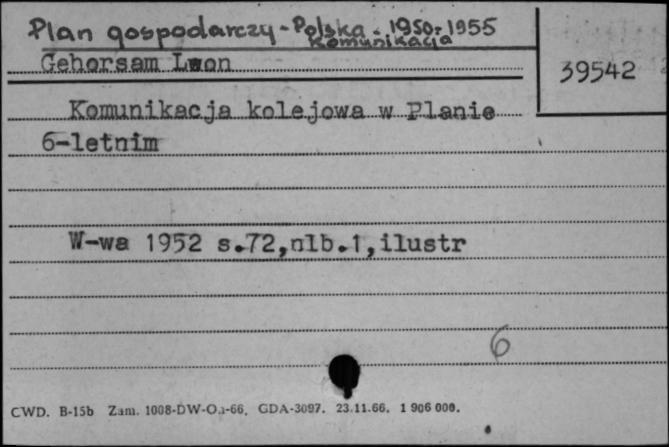 Plan gospodarczy - Polska - 1950-1955
Komunikacja
Gehorsam Leon
39542
Komunikacja kolejowa w Planie
6-letnim
W-wa 1952 s.72,nlb.1,ilustr
6
CWD. B-15b Zam. 1008-DW-Oa-66. GDA-3097. 23.11.66. 1 906 000.